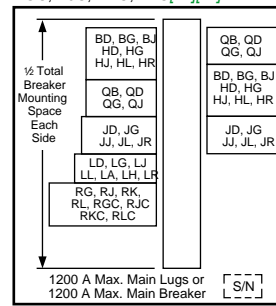 ½ Total
Breaker
Mounting
Space
Each
Side
BD, BG, BJ
HD, HG
HJ, HL, HR
QB, QD
QG, QJ
JD, JG
JJ, JL, JR
LD, LG, LJ
LL, LA, LH, LR
RG, RJ, RK,
RL, RGC, RJC
RKC, RLC
QB, QD
QG, QJ
BD, BG, BJ
HD, HG
HJ, HL, HR
JD, JG
JJ, JL, JR
1200 A Max. Main Lugs or
1200 A Max. Main Breaker
S/N